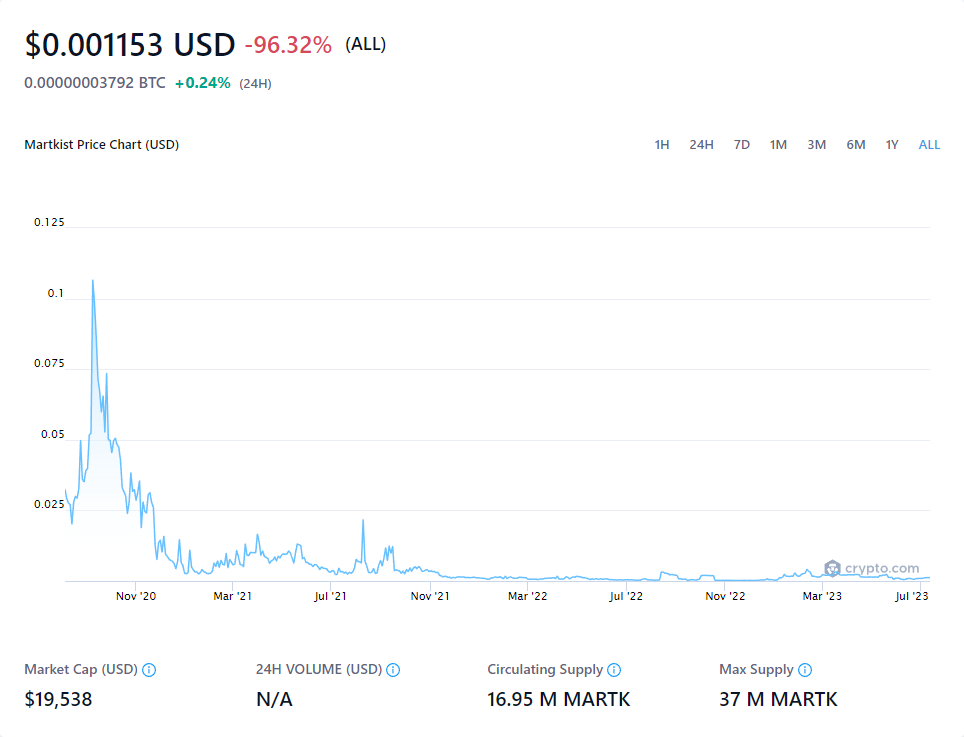 $0.001153 USD -96.32% (ALL)
0.00000003792 BTC +0.24% (24H)
Martkist Price Chart (USD) 1H 24H 7D 1M 3M 6M 1Y ALL
0.125
0.1
0.075
0.05
0.025
crypto.com
Nov '20 Mar '21 Jul '21 Nov '21 Mar '22 Jul '22 Nov '22 Mar '23 Jul '23
Market Cap (USD) 24H VOLUME (USD) Circulating Supply Max Supply
$19,538 N/A 16.95 M MARTK 37 M MARTK